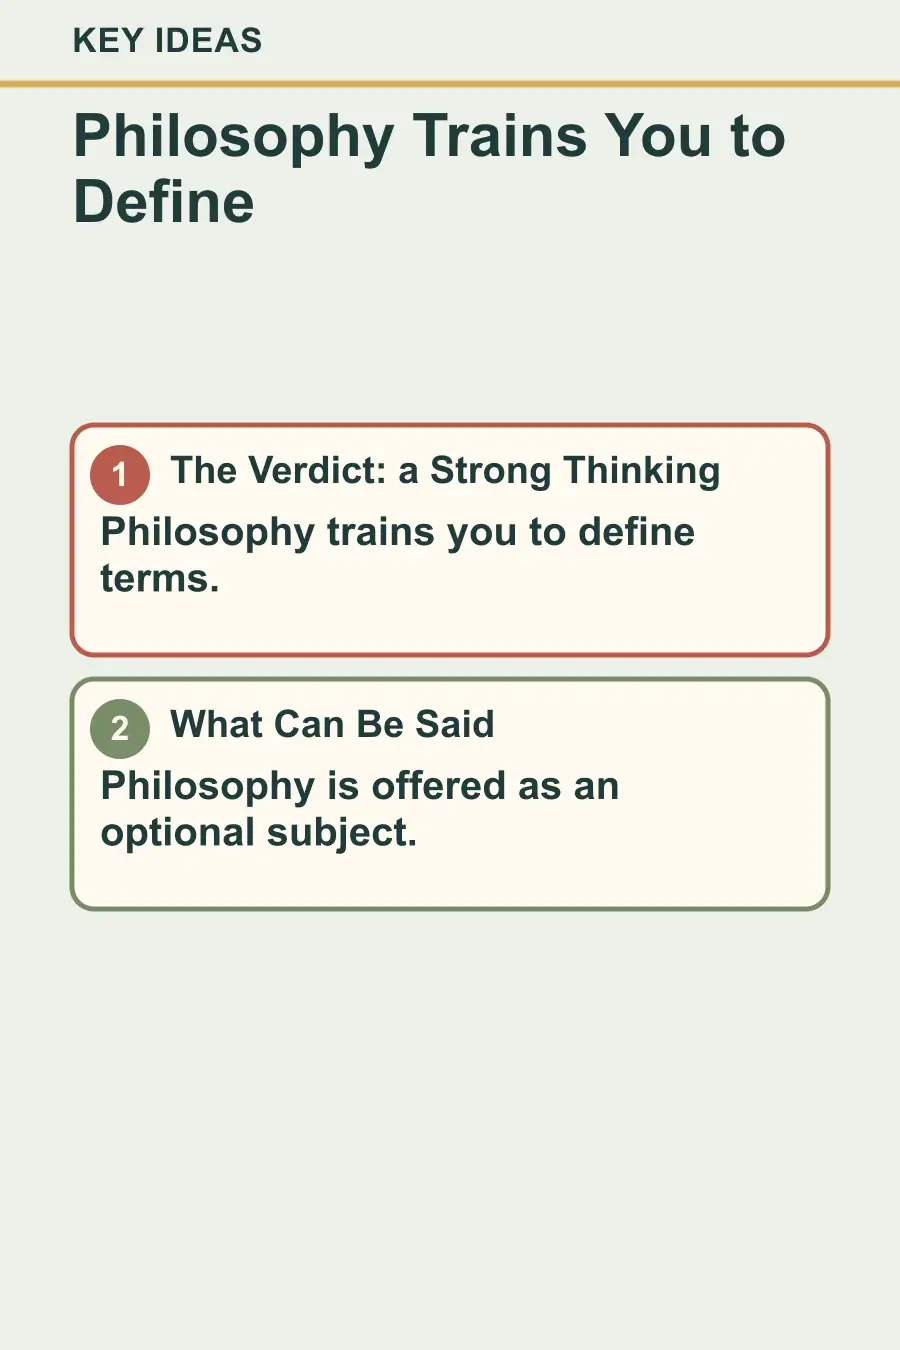 KEY IDEAS
Philosophy Trains You to
Define
1 The Verdict: a Strong Thinking
Philosophy trains you to define
terms.
2 What Can Be Said
Philosophy is offered as an
optional subject.